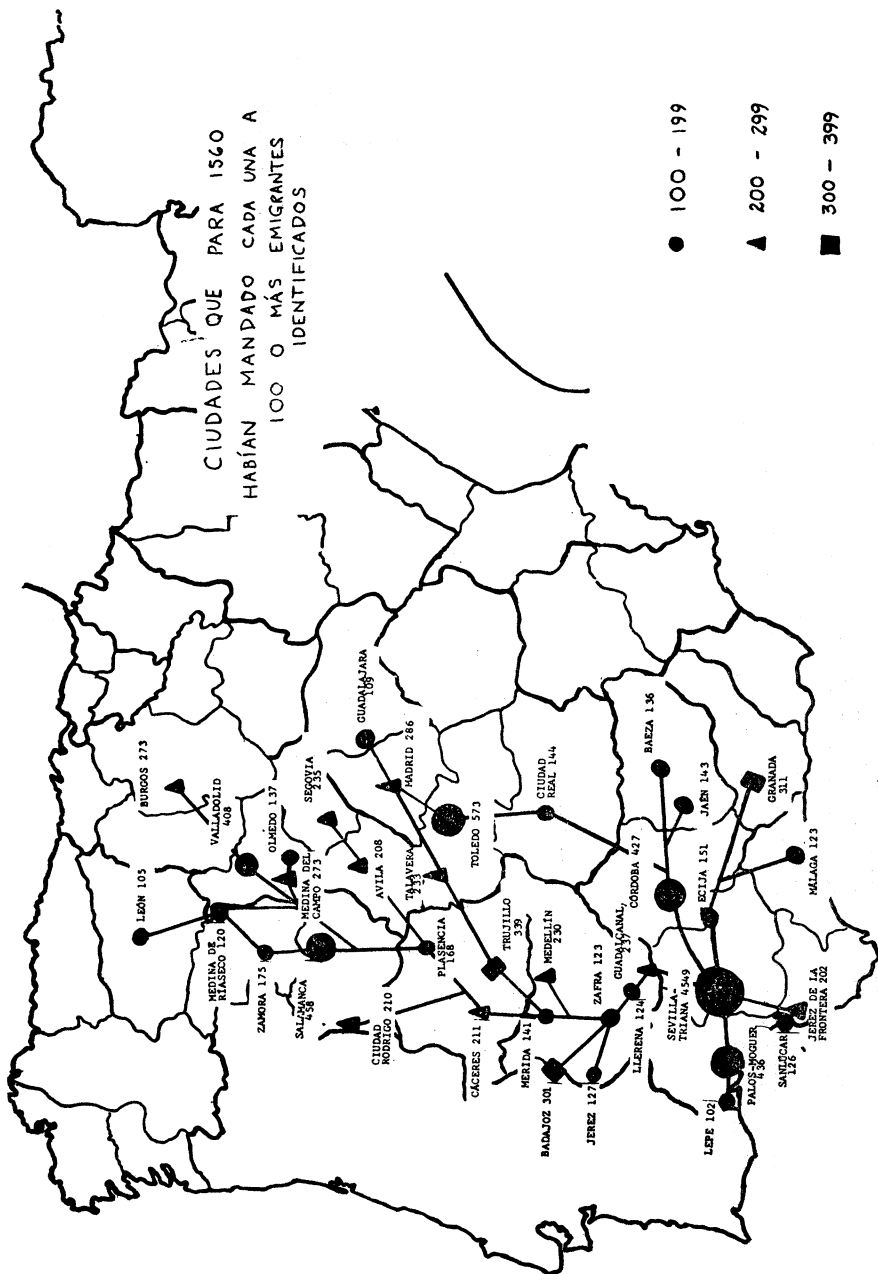 CIUDADES QUE PARA 1560
HABÍAN MANDADO CADA UNA A
100 O MÁS EMIGRANTES
IDENTIFICADOS
100 - 199
200 - 299
300 - 399
LEÓN 105
BURGOS 273
VALLADOLID
408
MEDINA DE
RIASECO 120
OLMEDO 137
ZAMORA 175
MEDINA DEL
CAMPO 273
SEGOVIA
235
SALAMANCA
458
AVILA 208
GUADALAJARA
109
CIUDAD
RODRIGO 210
PLASENCIA
168
TALAVERA
233
MADRID 286
TOLEDO 573
CÁCERES 211
TRUJILLO
339
MERIDA 141
MEDELLÍN
230
CIUDAD
REAL 144
BADAJOZ 301
ZAFRA 123
JEREZ 127
GUADALCANAL,
237
LLERENA 124
CÓRDOBA 427
BAEZA 136
SEVILLA-
TRIANA 4549
ECIJA 151
JAÉN 143
LEPE 102
PALOS-MOGUER
436
GRANADA
311
SANLÚCAR
126
JEREZ DE LA
FRONTERA 202
MÁLAGA 123